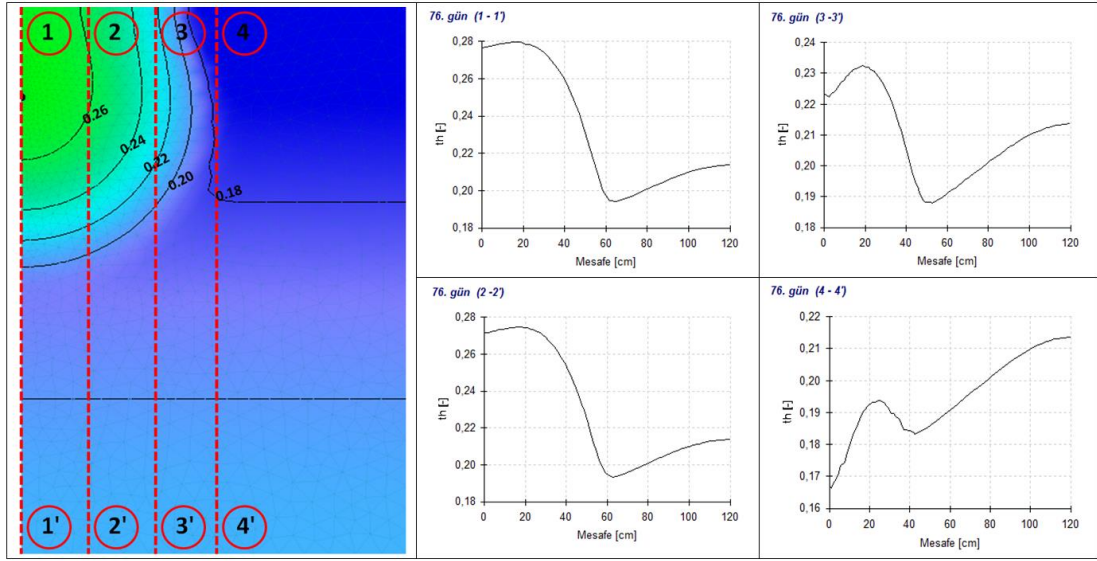 1 2 3 4
0.26
0.24
0.22
0.20
0.18
1' 2' 3' 4'
76. gün (1 - 1')
th [-]
0,28
0,26
0,24
0,22
0,20
0,18
0 20 40 60 80 100 120
Mesafe [cm]
76. gün (3 -3')
th [-]
0,24
0,23
0,22
0,21
0,20
0,19
0,18
0 20 40 60 80 100 120
Mesafe [cm]
76. gün (2 -2')
th [-]
0,28
0,26
0,24
0,22
0,20
0,18
0 20 40 60 80 100 120
Mesafe [cm]
76. gün (4 - 4')
th [-]
0,22
0,21
0,20
0,19
0,18
0,17
0,16
0 20 40 60 80 100 120
Mesafe [cm]